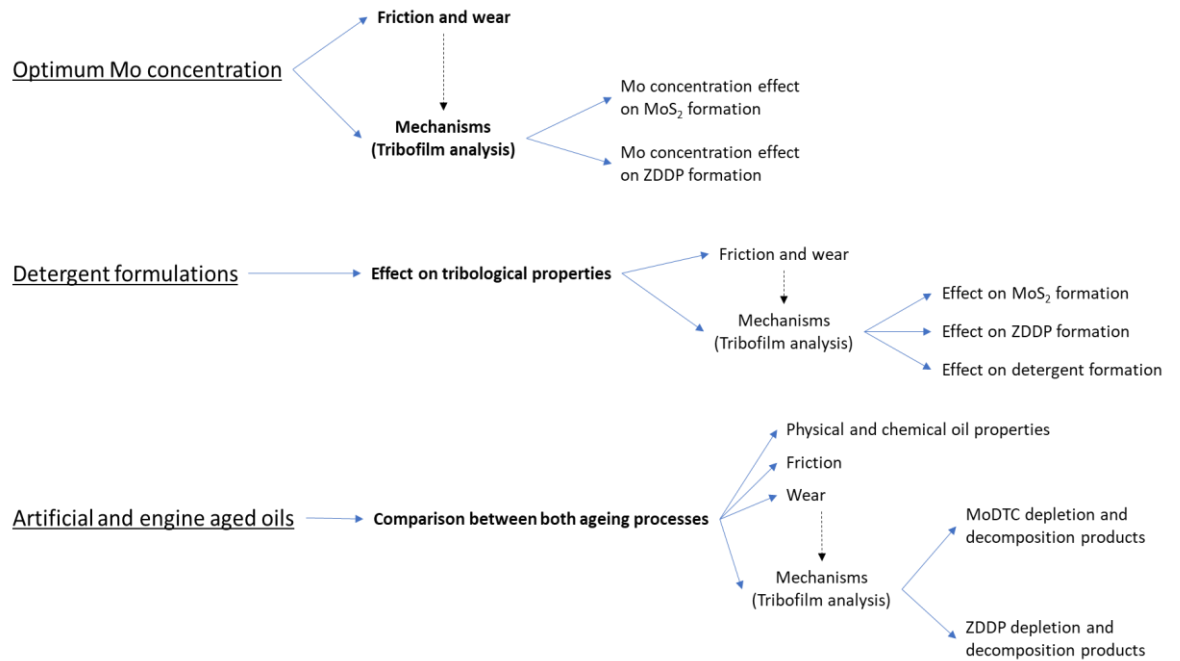 Friction and wear
Optimum Mo concentration
Mo concentration effect
on MoS₂ formation
Mechanisms
(Tribofilm analysis)
Mo concentration effect
on ZDDP formation
Detergent formulations
Effect on tribological properties
Friction and wear
Mechanisms
(Tribofilm analysis)
Effect on MoS₂ formation
Effect on ZDDP formation
Effect on detergent formation
Artificial and engine aged oils
Comparison between both ageing processes
Physical and chemical oil properties
Friction
Wear
Mechanisms
(Tribofilm analysis)
MoDTC depletion and
decomposition products
ZDDP depletion and
decomposition products